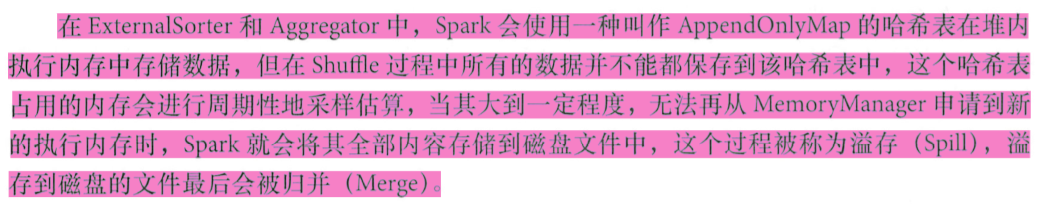 在 ExternalSorter 和 Aggregator 中，Spark 会使用一种叫作 AppendOnlyMap 的哈希表在堆内
执行内存中存储数据，但在 Shuffle 过程中所有的数据并不能都保存到该哈希表中，这个哈希表
占用的内存会进行周期性地采样估算，当其大到一定程度，无法再从 MemoryManager 申请到新
的执行内存时，Spark 就会将其全部内容存储到磁盘文件中，这个过程被称为溢存（Spill），溢
存到磁盘的文件最后会被归并（Merge）。